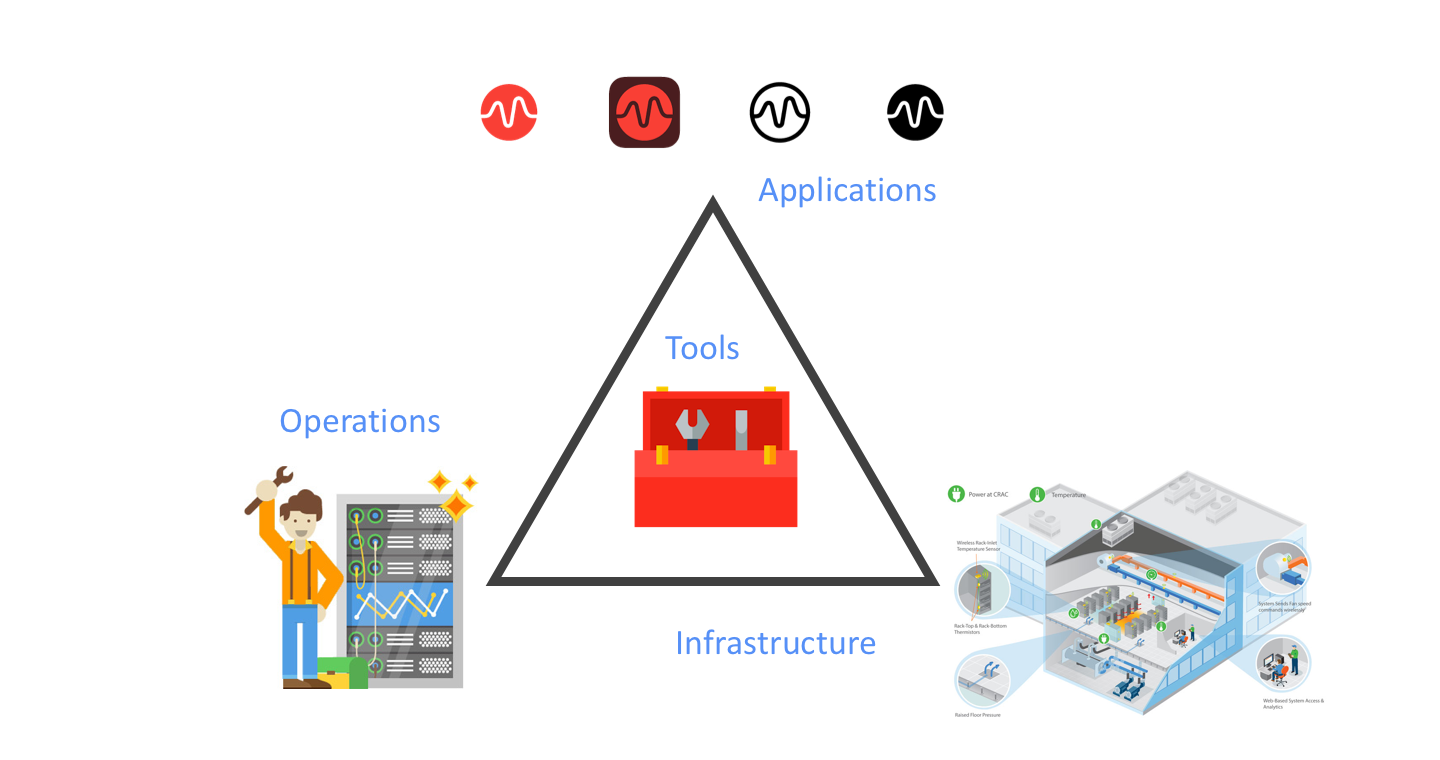 Applications
Tools
Operations
Power at CRAC
Temperature
Wireless Rack-Inlet
Temperature Sensor
System Sends Fan speed
commands wirelessly
Rack-Top & Rack-Bottom
Thermistors
Infrastructure
Web-Based System Access &
Analytics
Raised Floor Pressure